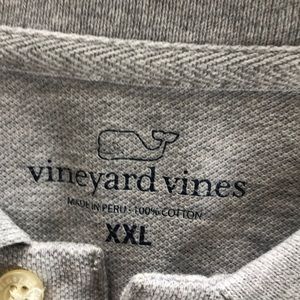 vineyard vines
MADE IN PERU - 100% COTTON
XXL